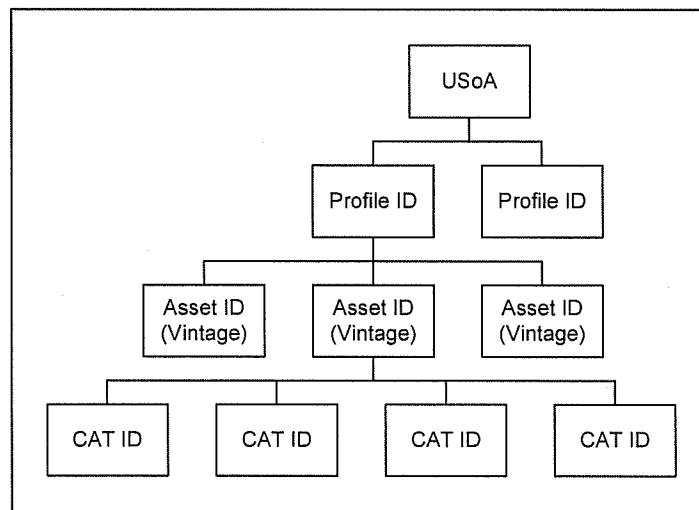 USoA
Profile ID
Profile ID
Asset ID
(Vintage)
Asset ID
(Vintage)
Asset ID
(Vintage)
CAT ID
CAT ID
CAT ID
CAT ID